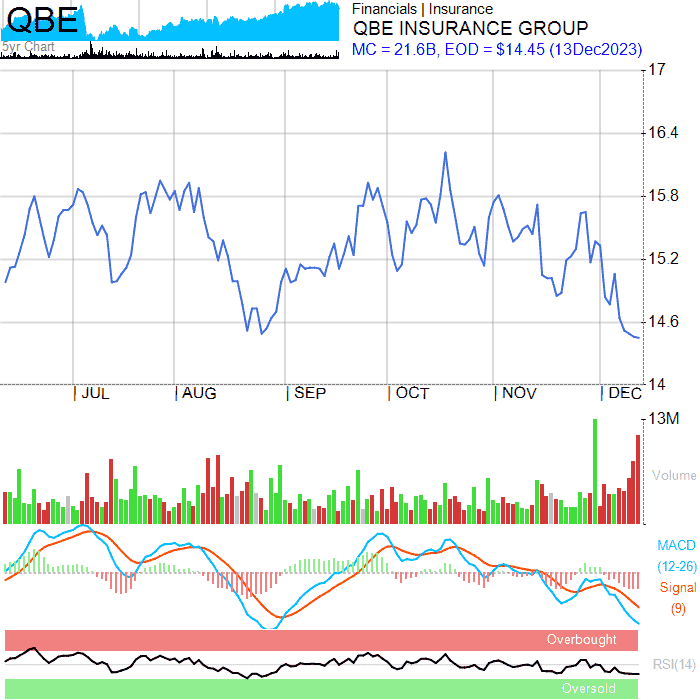 QBE
5yr Chart
Financials | Insurance
QBE INSURANCE GROUP
MC = 21.6B, EOD = $14.45 (13Dec2023)
17
16.4
15.8
15.2
14.6
14
| JUL | AUG | SEP | OCT | NOV | DEC
13M
Volume
MACD
(12-26)
Signal
(9)
Overbought
RSI(14)
Oversold